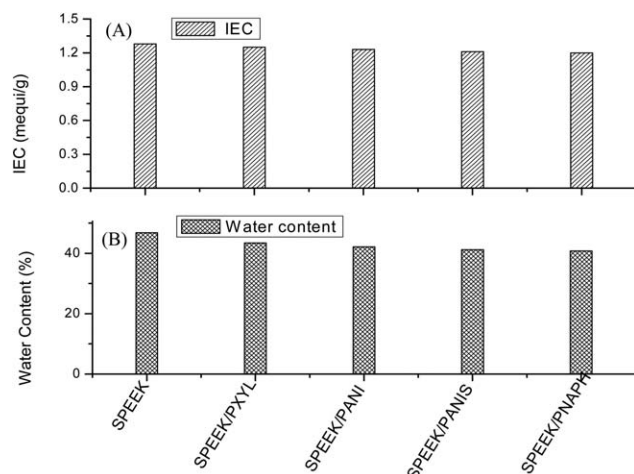 (A)
IEC
IEC (mequi/g)
1.5
1.2
0.9
0.6
0.3
0.0
(B)
Water content
Water Content (%)
40
20
0
SPEEK
SPEEK/PXYL
SPEEK/PANI
SPEEK/PANIS
SPEEK/PNAPH